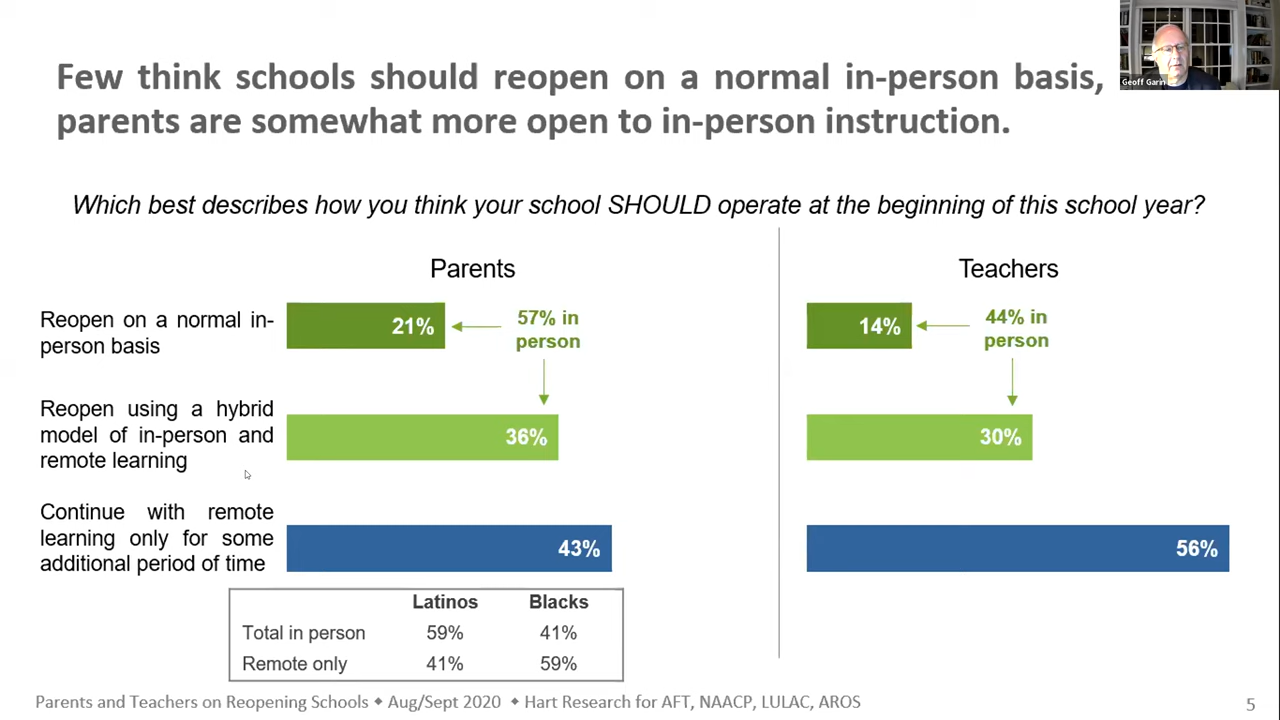 Few think schools should reopen on a normal in-person basis,
parents are somewhat more open to in-person instruction.
Geoff Garin
Which best describes how you think your school SHOULD operate at the beginning of this school year?
Parents
Teachers
Reopen on a normal in-
person basis
21%
57% in
person
14%
44% in
person
Reopen using a hybrid
model of in-person and
remote learning
36%
30%
Continue with remote
learning only for some
additional period of time
43%
56%
Latinos Blacks
Total in person 59% 41%
Remote only 41% 59%
Parents and Teachers on Reopening Schools ◆ Aug/Sept 2020 ◆ Hart Research for AFT, NAACP, LULAC, AROS
5